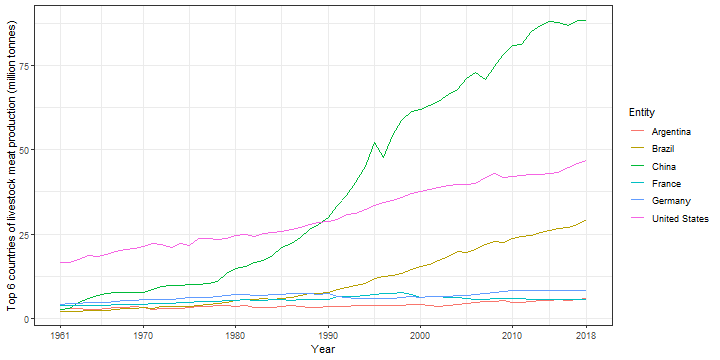 Top 6 countries of livestock meat production (million tonnes)
75
50
25
0
1961
1970
1980
1990
2000
2010
2018
Year
Entity
Argentina
Brazil
China
France
Germany
United States